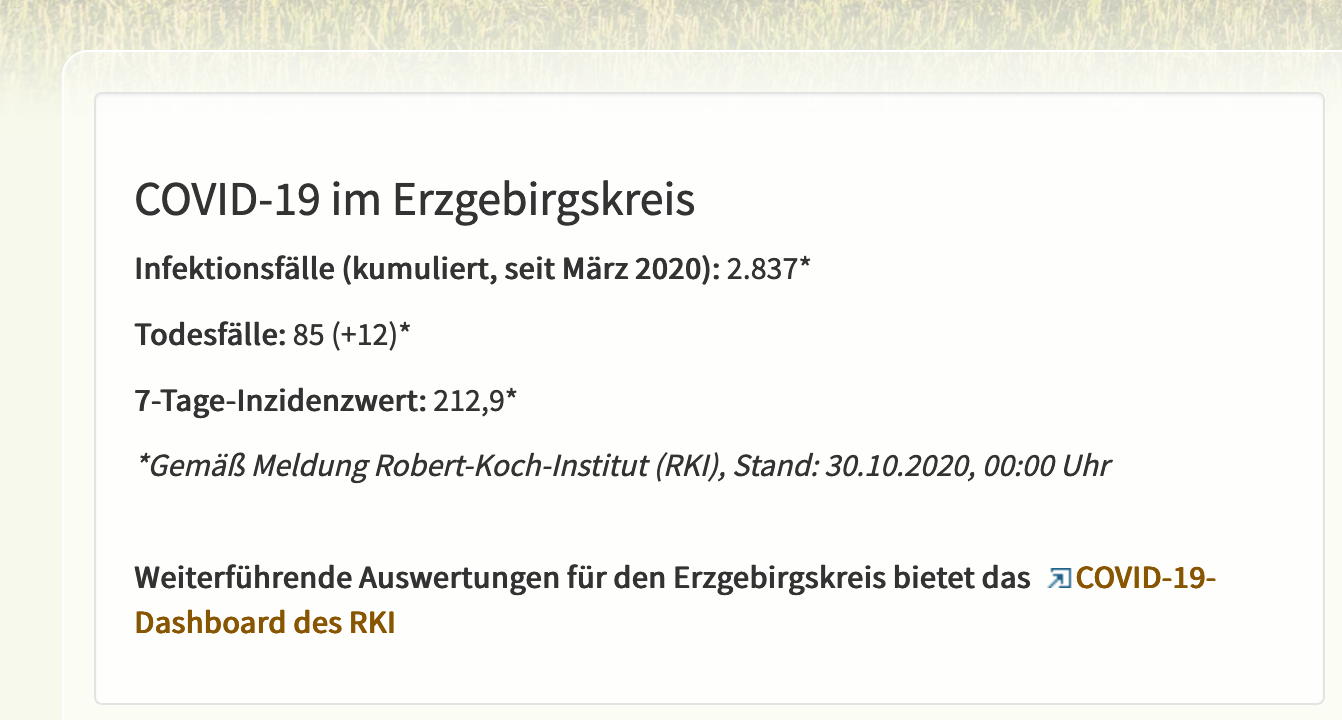 COVID-19 im Erzgebirgskreis
Infektionsfälle (kumuliert, seit März 2020): 2.837*
Todesfälle: 85 (+12)*
7-Tage-Inzidenzwert: 212,9*
*Gemäß Meldung Robert-Koch-Institut (RKI), Stand: 30.10.2020, 00:00 Uhr
Weiterführende Auswertungen für den Erzgebirgskreis bietet das COVID-19-
Dashboard des RKI